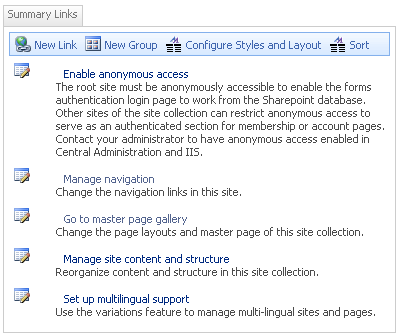 Summary Links
New Link New Group Configure Styles and Layout Sort
Enable anonymous access
The root site must be anonymously accessible to enable the forms
authentication login page to work from the Sharepoint database.
Other sites of the site collection can restrict anonymous access to
serve as an authenticated section for membership or account pages.
Contact your administrator to have anonymous access enabled in
Central Administration and IIS.
Manage navigation
Change the navigation links in this site.
Go to master page gallery
Change the page layouts and master page of this site collection.
Manage site content and structure
Reorganize content and structure in this site collection.
Set up multilingual support
Use the variations feature to manage multi-lingual sites and pages.